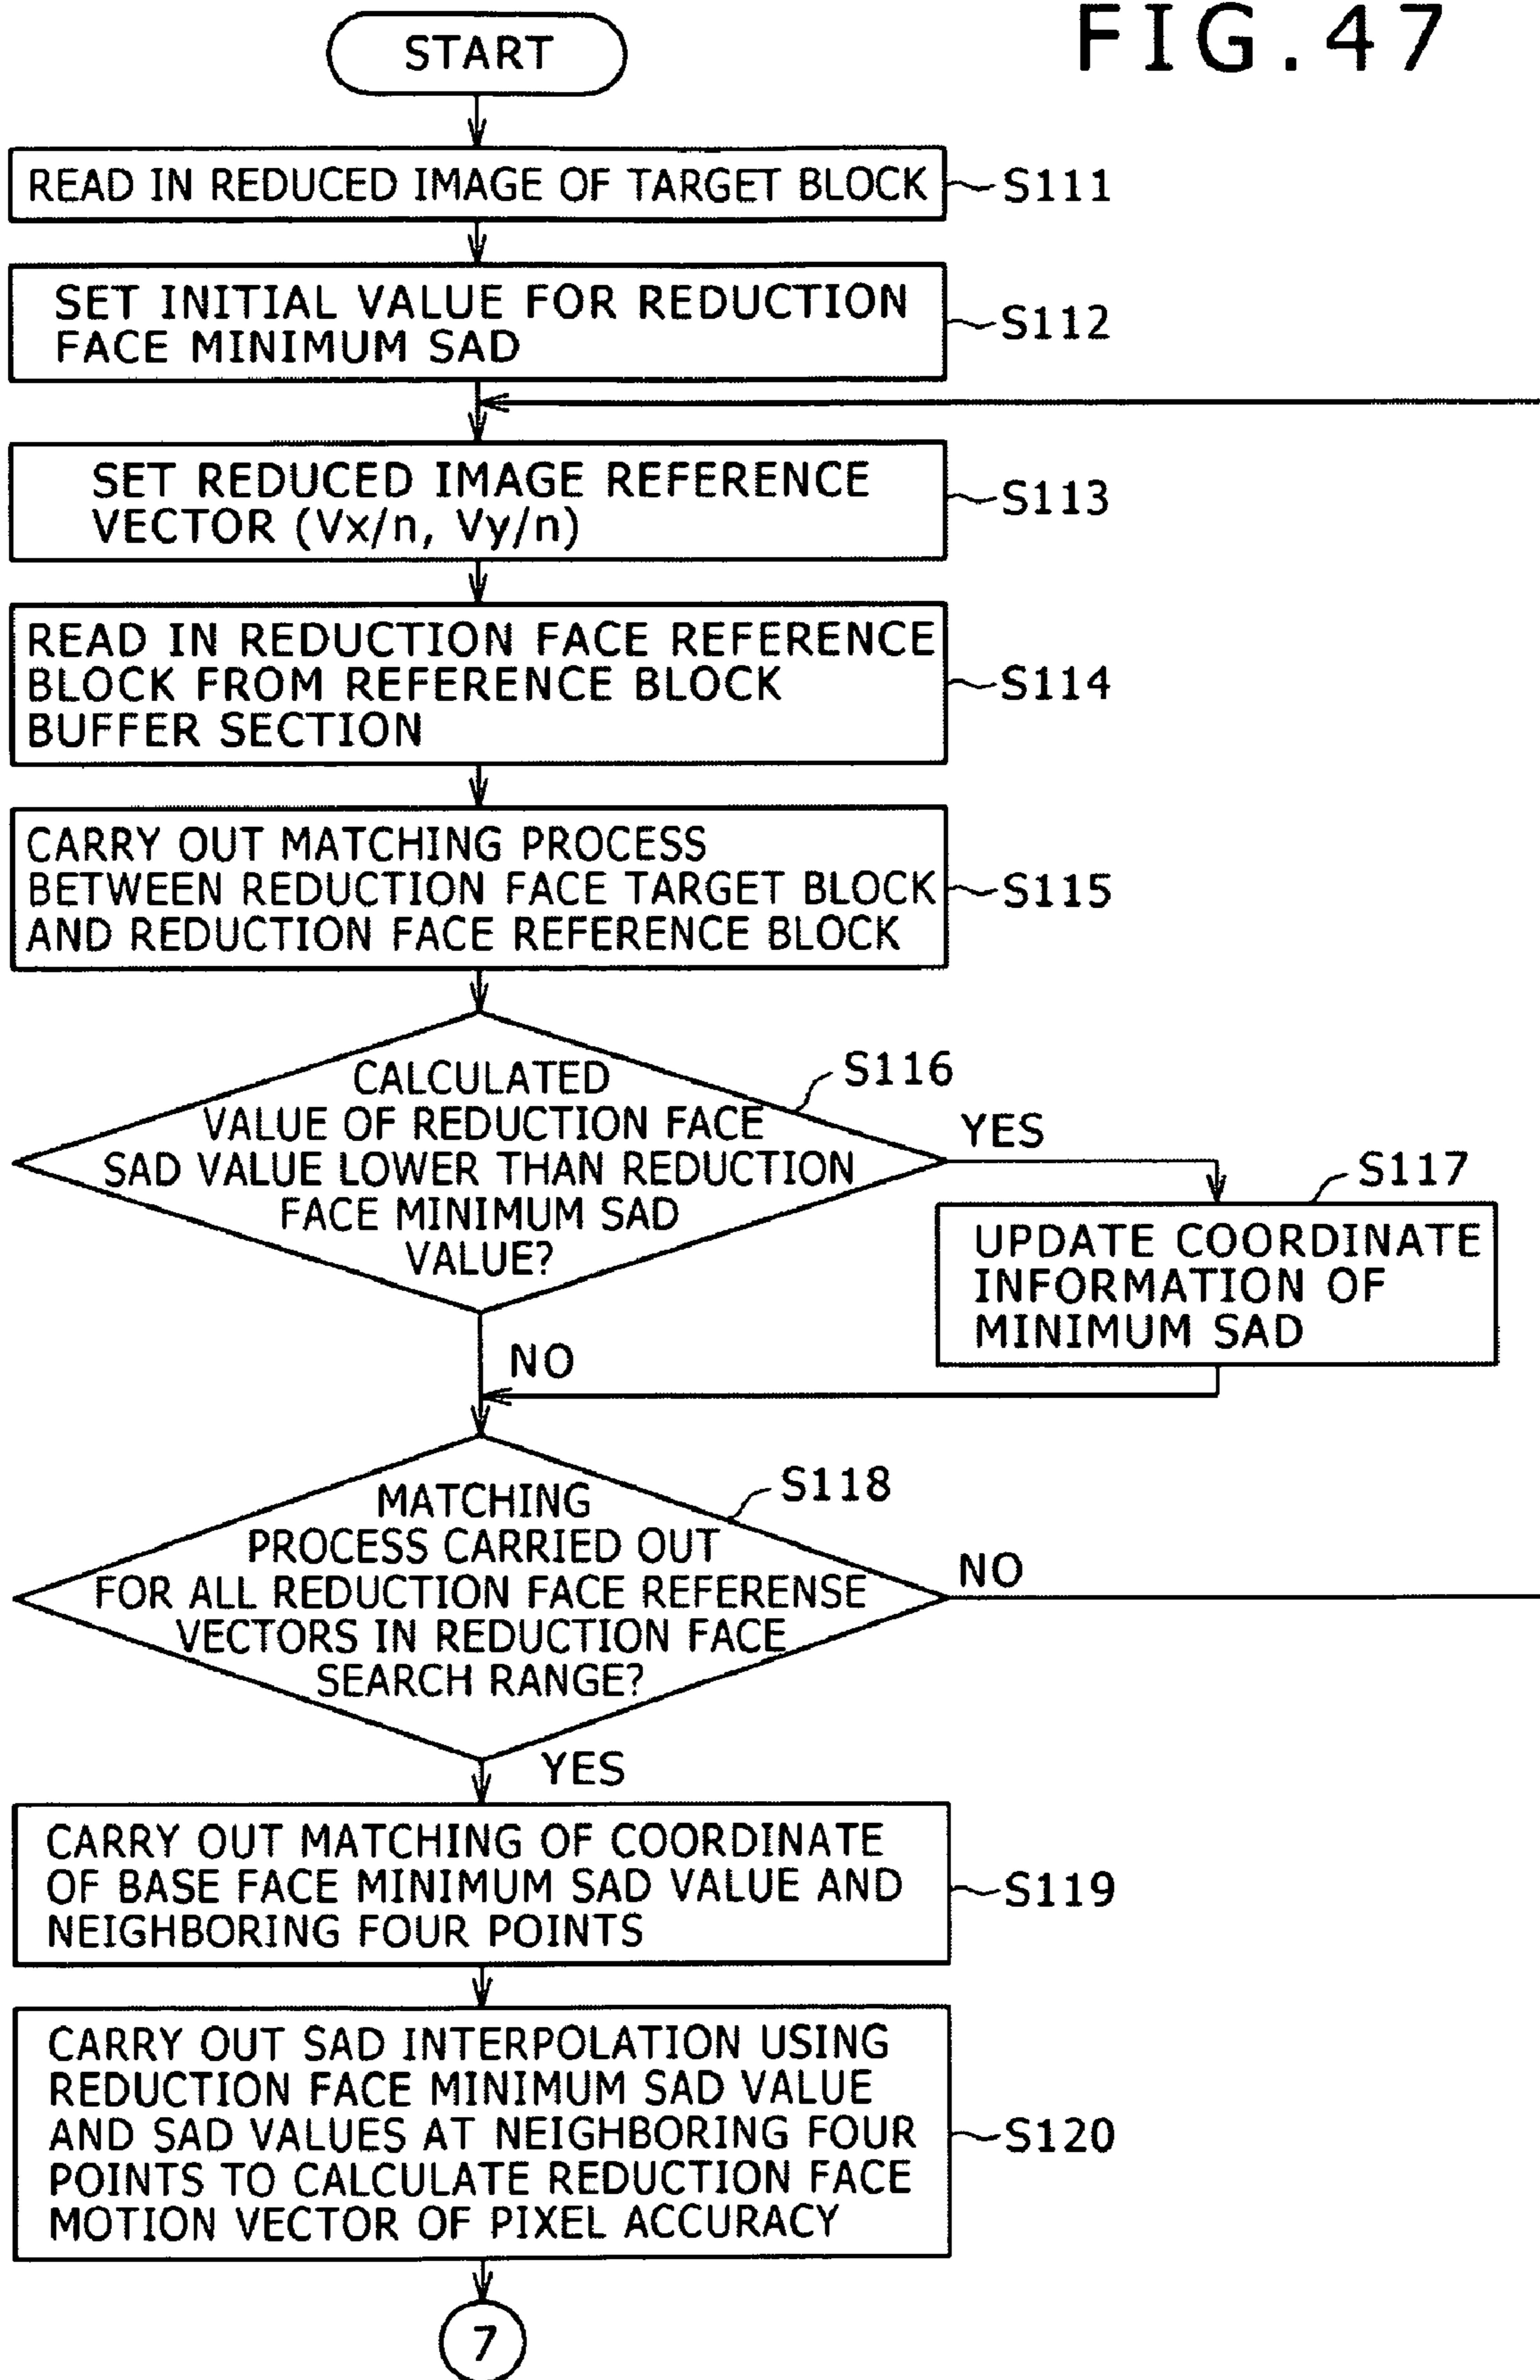 FIG.47
START
READ IN REDUCED IMAGE OF TARGET BLOCK
S111
SET INITIAL VALUE FOR REDUCTION
FACE MINIMUM SAD
S112
SET REDUCED IMAGE REFERENCE
VECTOR (Vx/n, Vy/n)
S113
READ IN REDUCTION FACE REFERENCE
BLOCK FROM REFERENCE BLOCK
BUFFER SECTION
S114
CARRY OUT MATCHING PROCESS
BETWEEN REDUCTION FACE TARGET BLOCK
AND REDUCTION FACE REFERENCE BLOCK
S115
CALCULATED
VALUE OF REDUCTION FACE
SAD VALUE LOWER THAN REDUCTION
FACE MINIMUM SAD
VALUE?
S116
YES
S117
UPDATE COORDINATE
INFORMATION OF
MINIMUM SAD
NO
MATCHING
PROCESS CARRIED OUT
FOR ALL REDUCTION FACE REFERENSE
VECTORS IN REDUCTION FACE
SEARCH RANGE?
S118
NO
YES
CARRY OUT MATCHING OF COORDINATE
OF BASE FACE MINIMUM SAD VALUE AND
NEIGHBORING FOUR POINTS
S119
CARRY OUT SAD INTERPOLATION USING
REDUCTION FACE MINIMUM SAD VALUE
AND SAD VALUES AT NEIGHBORING FOUR
POINTS TO CALCULATE REDUCTION FACE
MOTION VECTOR OF PIXEL ACCURACY
S120
7